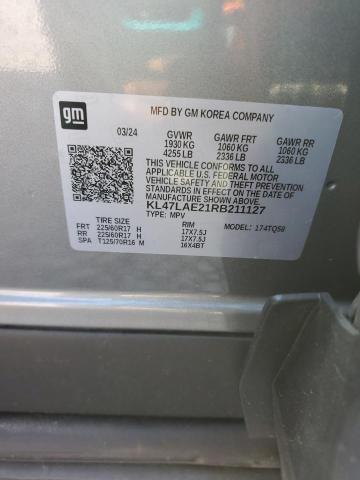 gm
MFD BY GM KOREA COMPANY
03/24 GVWR GAWR FRT GAWR RR
1930 KG 1060 KG 1060 KG
4255 LB 2336 LB 2336 LB
THIS VEHICLE CONFORMS TO ALL
APPLICABLE U.S. FEDERAL MOTOR
VEHICLE SAFETY, BUMPER, AND THEFT
PREVENTION STANDARDS IN EFFECT ON THE
DATE OF MANUFACTURE SHOWN ABOVE.
KL47LAE21RB211127
TYPE: MPV
TIRE SIZE RIM MODEL: 174TQ58
FRT 225/60R17 H 17X7.5J
RR 225/60R17 H 17X7.5J
SPA T125/70R16 M 16X4BT